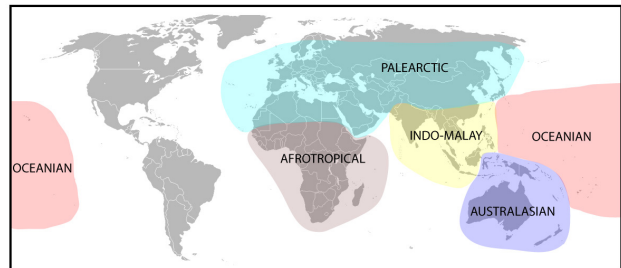 PALEARCTIC
INDO-MALAY
OCEANIAN
AFROTROPICAL
OCEANIAN
AUSTRALASIAN